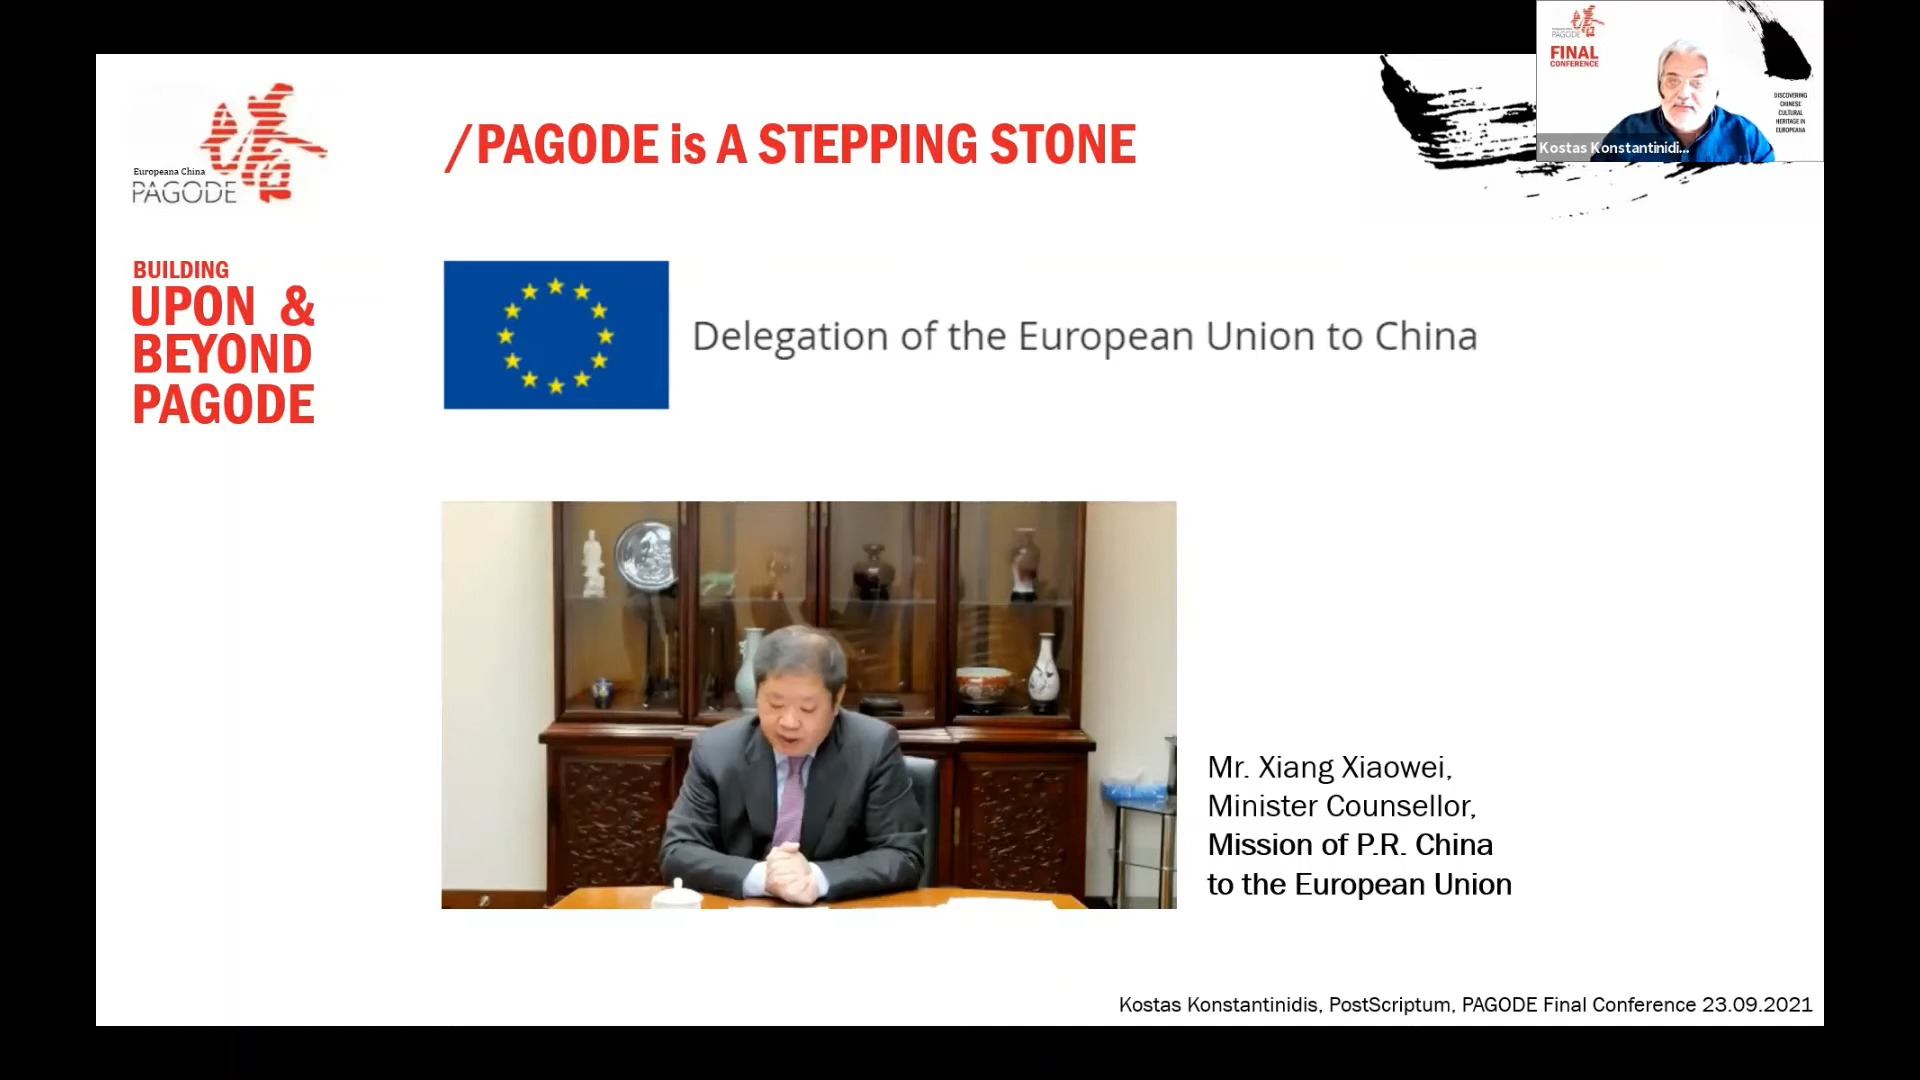 Europeana China
PAGODE
/PAGODE is A STEPPING STONE
PAGODE
FINAL
CONFERENCE
DISCOVERING
CHINESE
CULTURAL
HERITAGE IN
EUROPEANA
Kostas Konstantinidi...
BUILDING
UPON &
BEYOND
PAGODE
Delegation of the European Union to China
Mr. Xiang Xiaowei,
Minister Counsellor,
Mission of P.R. China
to the European Union
Kostas Konstantinidis, PostScriptum, PAGODE Final Conference 23.09.2021